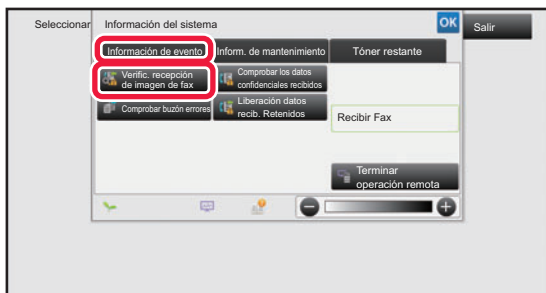 Seleccionar
Información del sistema
OK
Salir
Información de evento
Inform. de mantenimiento
Tóner restante
Verific. recepción
de imagen de fax
Comprobar los datos
confidenciales recibidos
Comprobar buzón errores
Liberación datos
recib. Retenidos
Recibir Fax
Terminar
operación remota